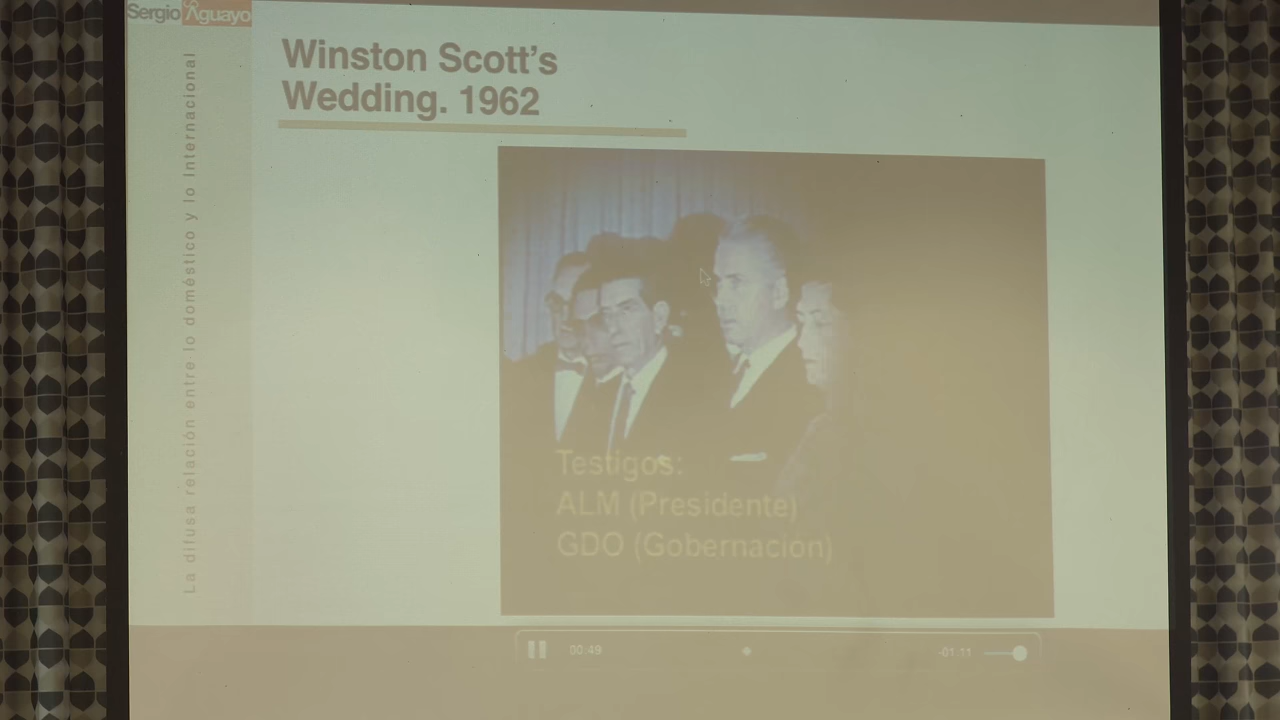 Sergio Aguayo
Winston Scott's
Wedding. 1962
La difusa relación entre lo doméstico y lo Internacional
Testigos:
ALM (Presidente)
GDO (Gobernación)
00:49
-01:11